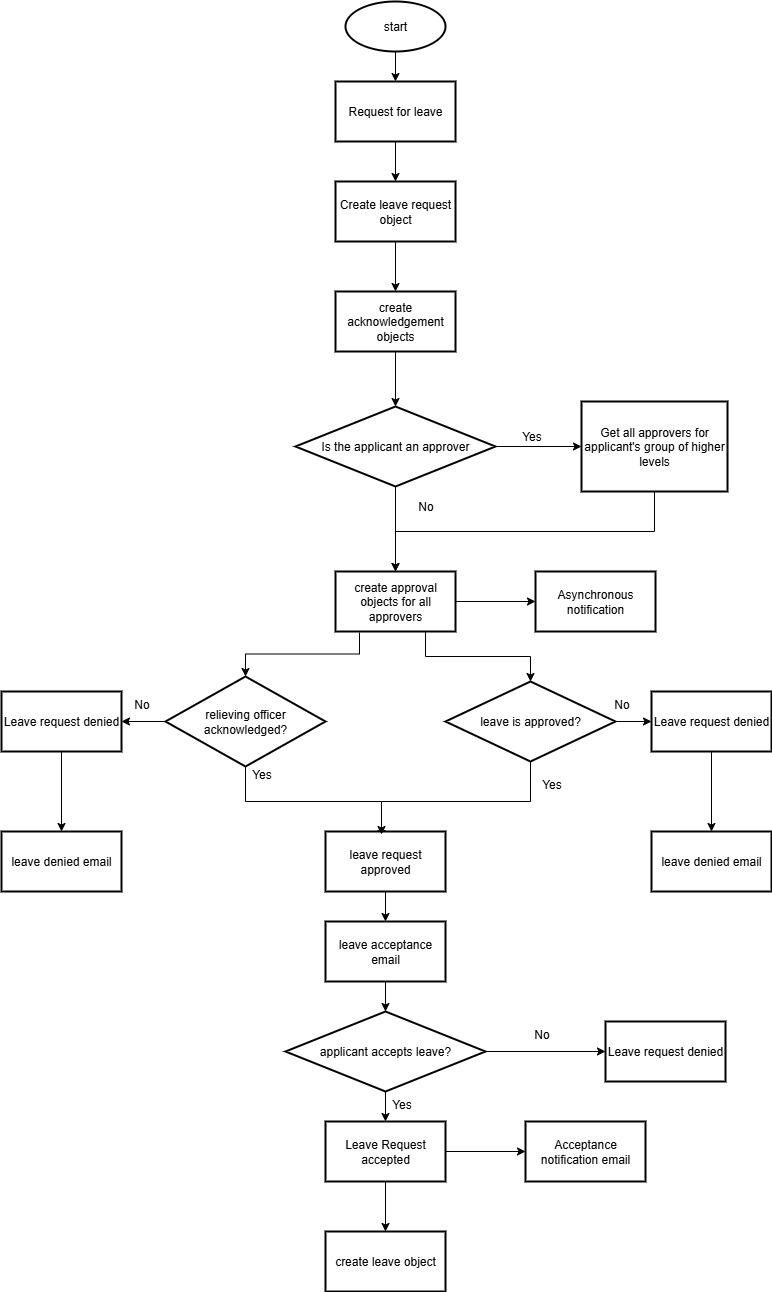 start
Request for leave
Create leave request
object
create
acknowledgement
objects
Is the applicant an approver
Yes
Get all approvers for
applicant's group of higher
levels
No
create approval
objects for all
approvers
Asynchronous
notification
Leave request denied
No
relieving officer
acknowledged?
leave is approved?
No
Leave request denied
Yes
Yes
leave denied email
leave request
approved
leave denied email
leave acceptance
email
applicant accepts leave?
No
Leave request denied
Yes
Leave Request
accepted
Acceptance
notification email
create leave object